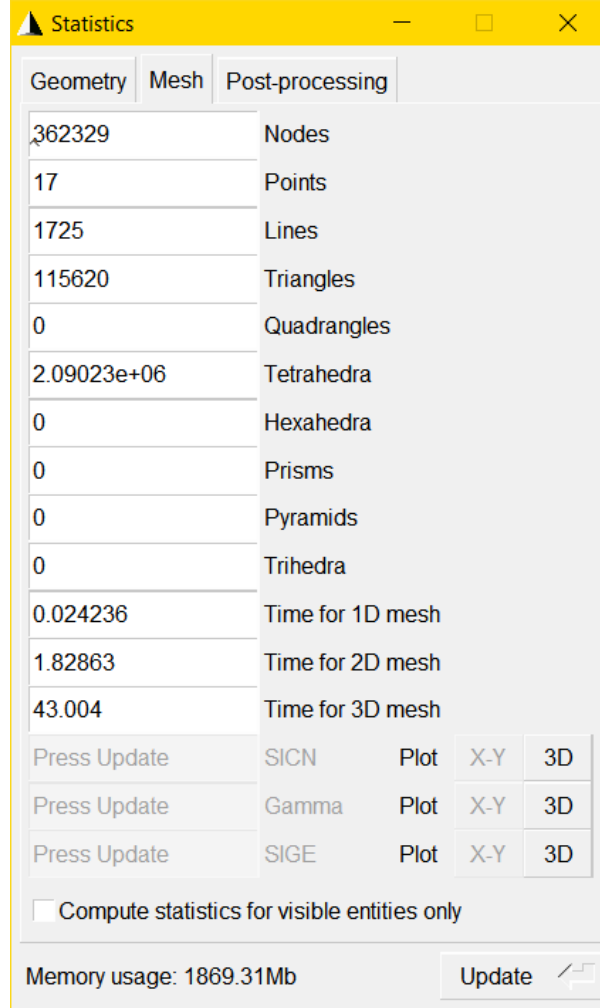 Statistics
Geometry Mesh Post-processing
362329 Nodes
17 Points
1725 Lines
115620 Triangles
0 Quadrangles
2.09023e+06 Tetrahedra
0 Hexahedra
0 Prisms
0 Pyramids
0 Trihedra
0.024236 Time for 1D mesh
1.82863 Time for 2D mesh
43.004 Time for 3D mesh
Press Update SICN Plot X-Y 3D
Press Update Gamma Plot X-Y 3D
Press Update SIGE Plot X-Y 3D
Compute statistics for visible entities only
Memory usage: 1869.31Mb Update